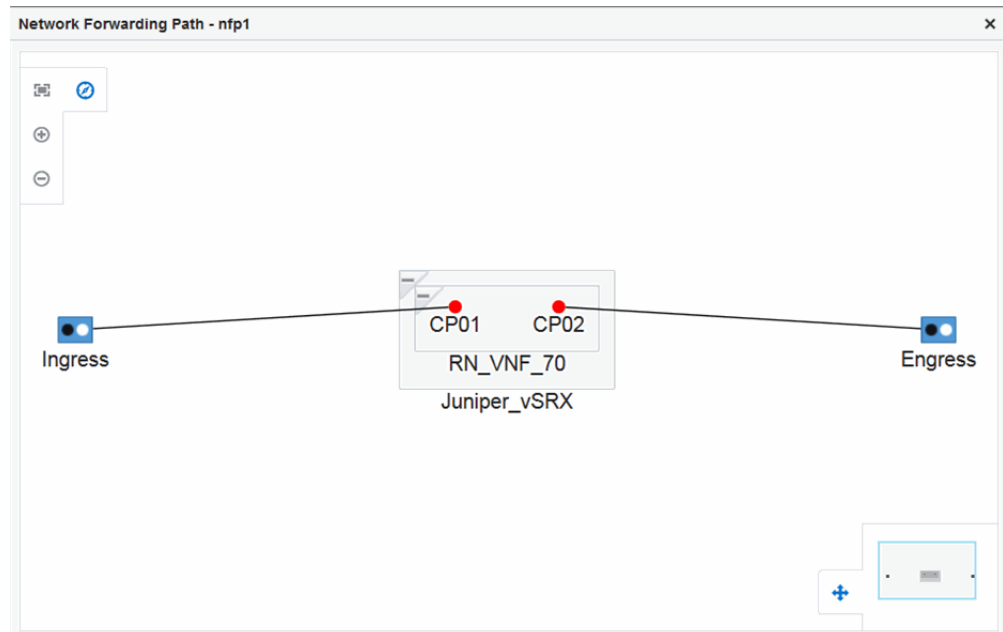 Network Forwarding Path - nfp1
CP01 CP02
Ingress
RN_VNF_70
Engress
Juniper_vSRX